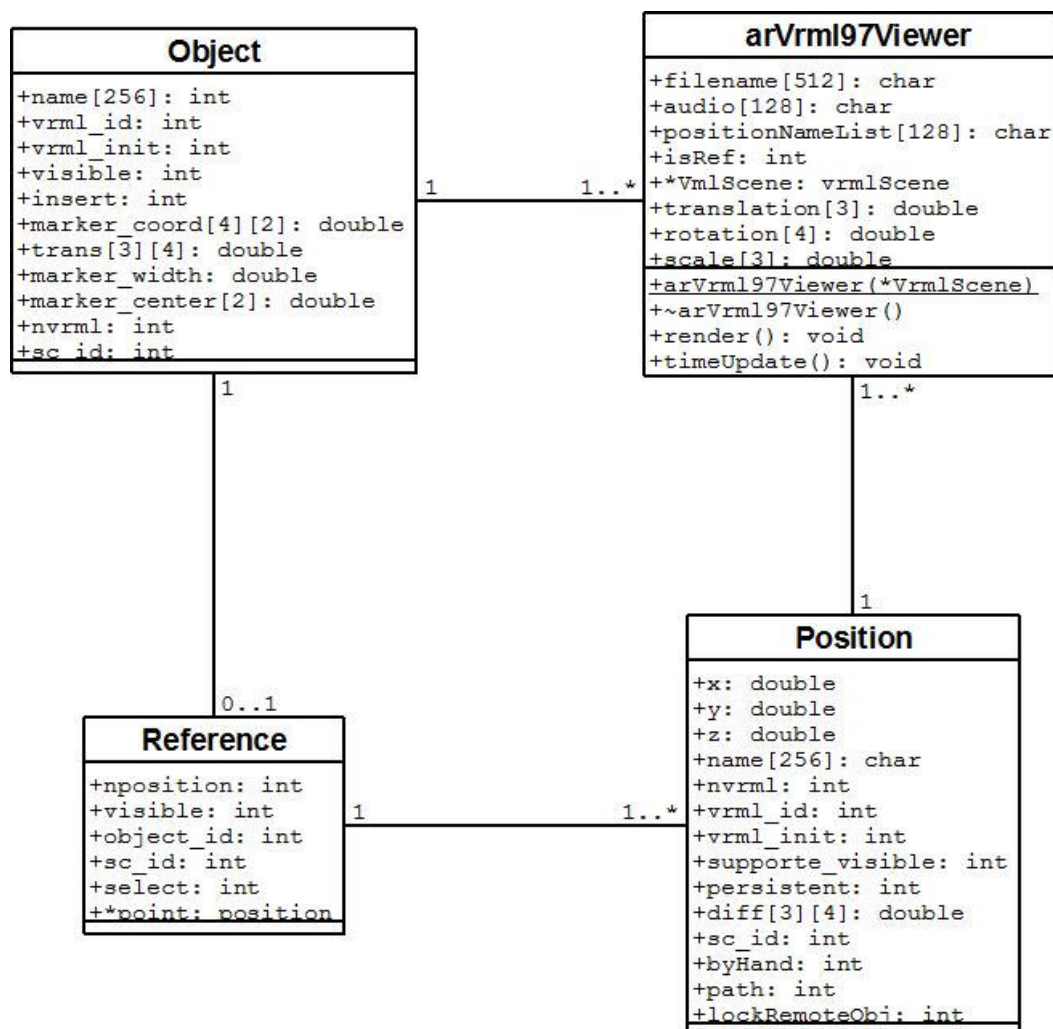 Object
+name[256]: int
+vrml_id: int
+vrml_init: int
+visible: int
+insert: int
+marker_coord[4][2]: double
+trans[3][4]: double
+marker_width: double
+marker_center[2]: double
+nvrml: int
+sc_id: int
arVrml97Viewer
+filename[512]: char
+audio[128]: char
+positionNameList[128]: char
+isRef: int
+*VmlScene: vrmlScene
+translation[3]: double
+rotation[4]: double
+scale[3]: double
+arVrml97Viewer(*VrmlScene)
+~arVrml97Viewer()
+render(): void
+timeUpdate(): void
1
1..*
1
0..1
1..*
1
Reference
+nposition: int
+visible: int
+object_id: int
+sc_id: int
+select: int
+*point: position
1
1..*
Position
+x: double
+y: double
+z: double
+name[256]: char
+nvrml: int
+vrml_id: int
+vrml_init: int
+supporte_visible: int
+persistent: int
+diff[3][4]: double
+sc_id: int
+byHand: int
+path: int
+lockRemoteObj: int